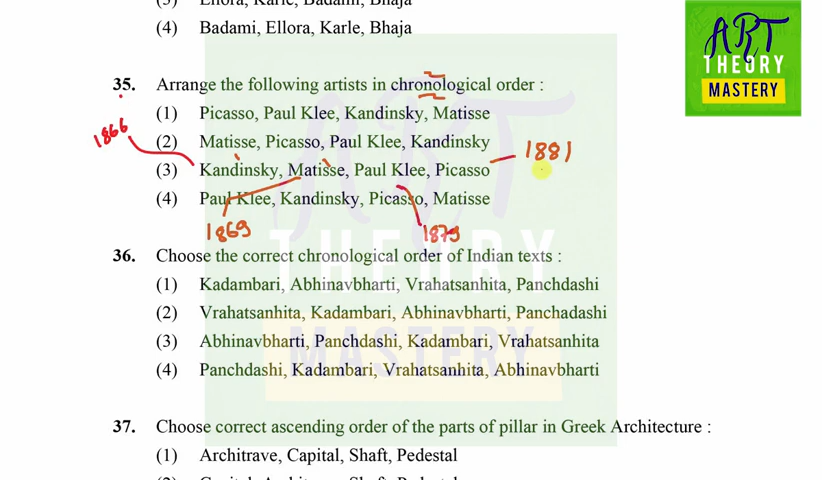 (4) Badami, Ellora, Karle, Bhaja
ART
THEORY
MASTERY
35. Arrange the following artists in chronological order :
(1) Picasso, Paul Klee, Kandinsky, Matisse
1866
(2) Matisse, Picasso, Paul Klee, Kandinsky
1881
(3) Kandinsky, Matisse, Paul Klee, Picasso
(4) Paul Klee, Kandinsky, Picasso, Matisse
1869
1879
36. Choose the correct chronological order of Indian texts :
(1) Kadambari, Abhinavbharti, Vrahatsanhita, Panchdashi
(2) Vrahatsanhita, Kadambari, Abhinavbharti, Panchadashi
(3) Abhinavbharti, Panchdashi, Kadambari, Vrahatsanhita
(4) Panchdashi, Kadambari, Vrahatsanhita, Abhinavbharti
ART
THEORY
MASTERY
37. Choose correct ascending order of the parts of pillar in Greek Architecture :
(1) Architrave, Capital, Shaft, Pedestal